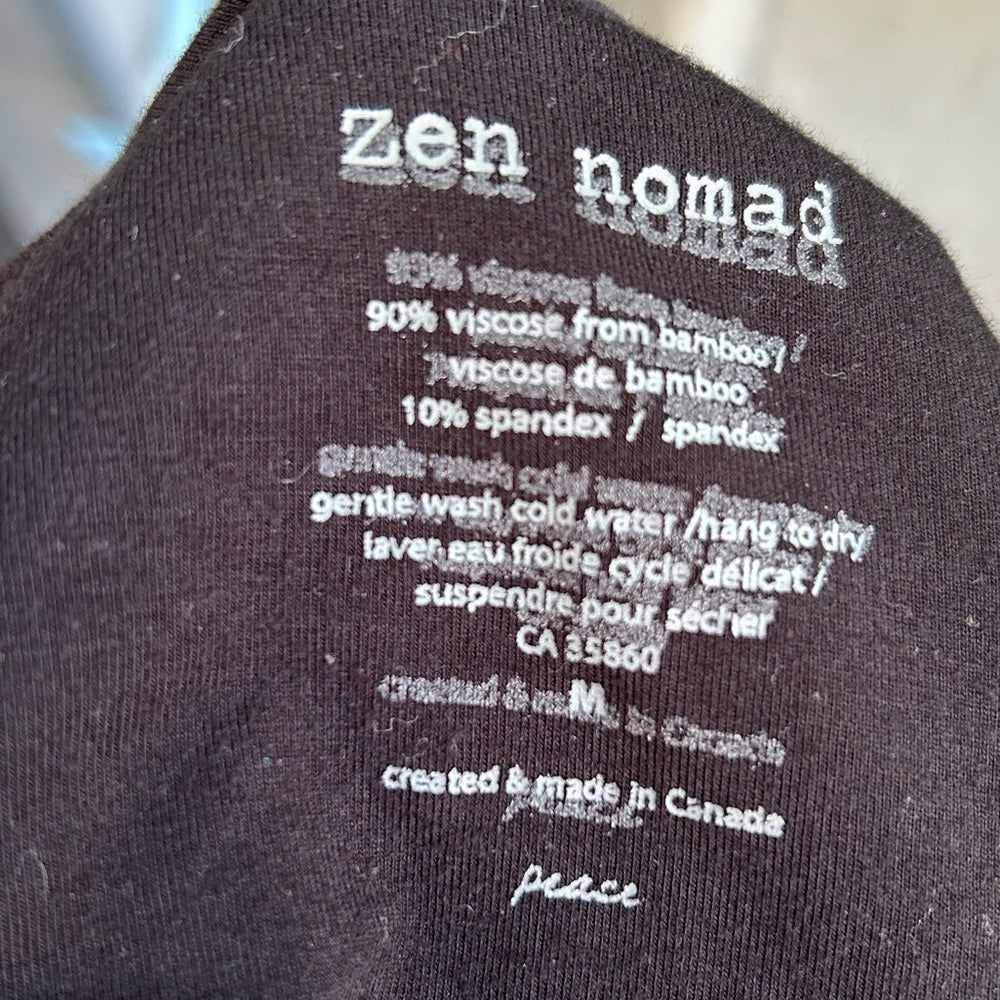 zen nomad
90% viscose from bamboo /
viscose de bamboo
10% spandex / spandex
gentle wash cold water /hang to dry
laver eau froide cycle délicat /
suspendre pour sécher
CA 35860
M
created & made in Canada
peace